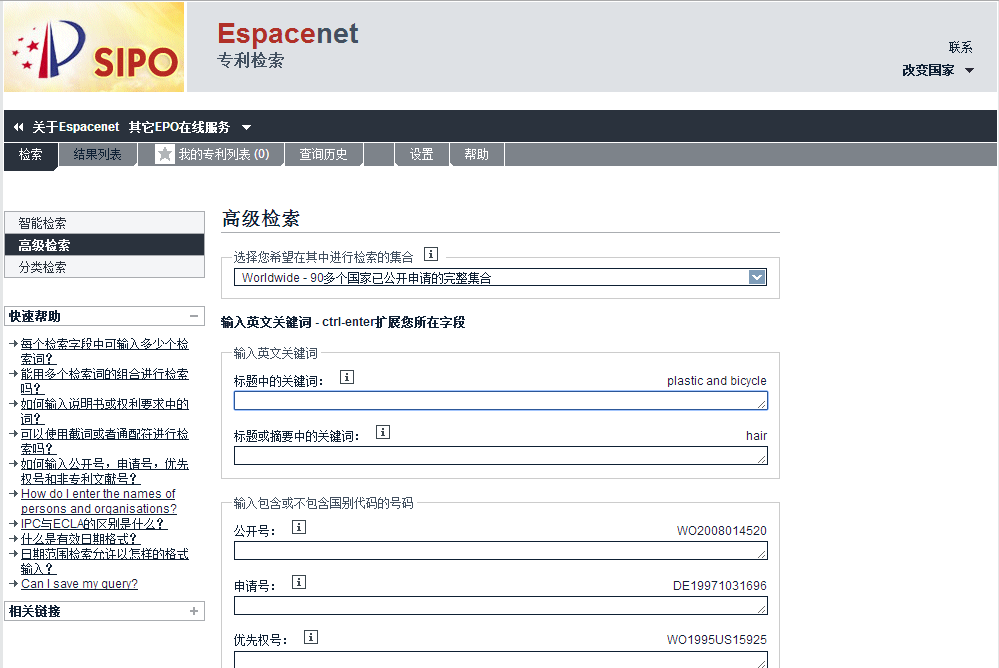 SIPO
Espacenet
专利检索
联系
改变国家
关于Espacenet 其它EPO在线服务
检索 结果列表 我的专利列表 (0) 查询历史 设置 帮助
智能检索
高级检索
分类检索
快速帮助
每个检索字段中可输入多少个检
索词？
能用多个检索词的组合进行检索
吗？
如何输入说明书或权利要求中的
词？
可以使用截词或者通配符进行检
索吗？
如何输入公开号，申请号，优先
权号和非专利文献号？
How do I enter the names of
persons and organisations?
IPC与ECLA的区别是什么？
什么是有效日期格式？
日期范围检索允许以怎样的格式
输入？
Can I save my query?
相关链接
高级检索
选择您希望在其中进行检索的集合
Worldwide - 90多个国家已公开申请的完整集合
输入英文关键词 - ctrl-enter扩展您所在字段
输入英文关键词
标题中的关键词： plastic and bicycle
标题或摘要中的关键词： hair
输入包含或不包含国别代码的号码
公开号： WO2008014520
申请号： DE19971031696
优先权号： WO1995US15925